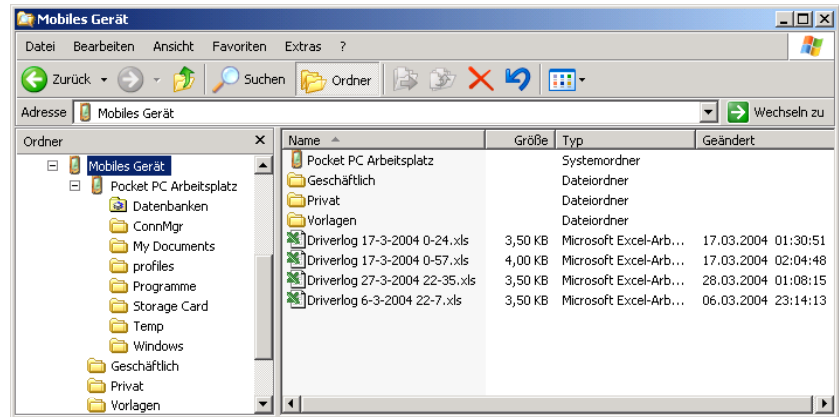 Mobiles Gerät
Datei Bearbeiten Ansicht Favoriten Extras ?
Zurück Suchen Ordner
Adresse Mobiles Gerät Wechseln zu
Ordner x
Mobiles Gerät
Pocket PC Arbeitsplatz
Datenbanken
ConnMgr
My Documents
profiles
Programme
Storage Card
Temp
Windows
Geschäftlich
Privat
Vorlagen
Name Größe Typ Geändert
Pocket PC Arbeitsplatz Systemordner
Geschäftlich Dateiordner
Privat Dateiordner
Vorlagen Dateiordner
Driverlog 17-3-2004 0-24.xls 3,50 KB Microsoft Excel-Arb... 17.03.2004 01:30:51
Driverlog 17-3-2004 0-57.xls 4,00 KB Microsoft Excel-Arb... 17.03.2004 02:04:48
Driverlog 27-3-2004 22-35.xls 3,50 KB Microsoft Excel-Arb... 28.03.2004 01:08:15
Driverlog 6-3-2004 22-7.xls 3,50 KB Microsoft Excel-Arb... 06.03.2004 23:14:13